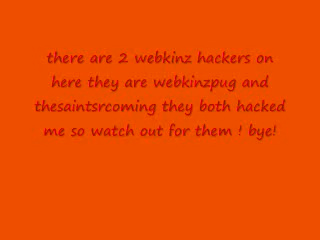 there are 2 webkinz hackers on
here they are webkinzpug and
thesaintsrcoming they both hacked
me so watch out for them ! bye!